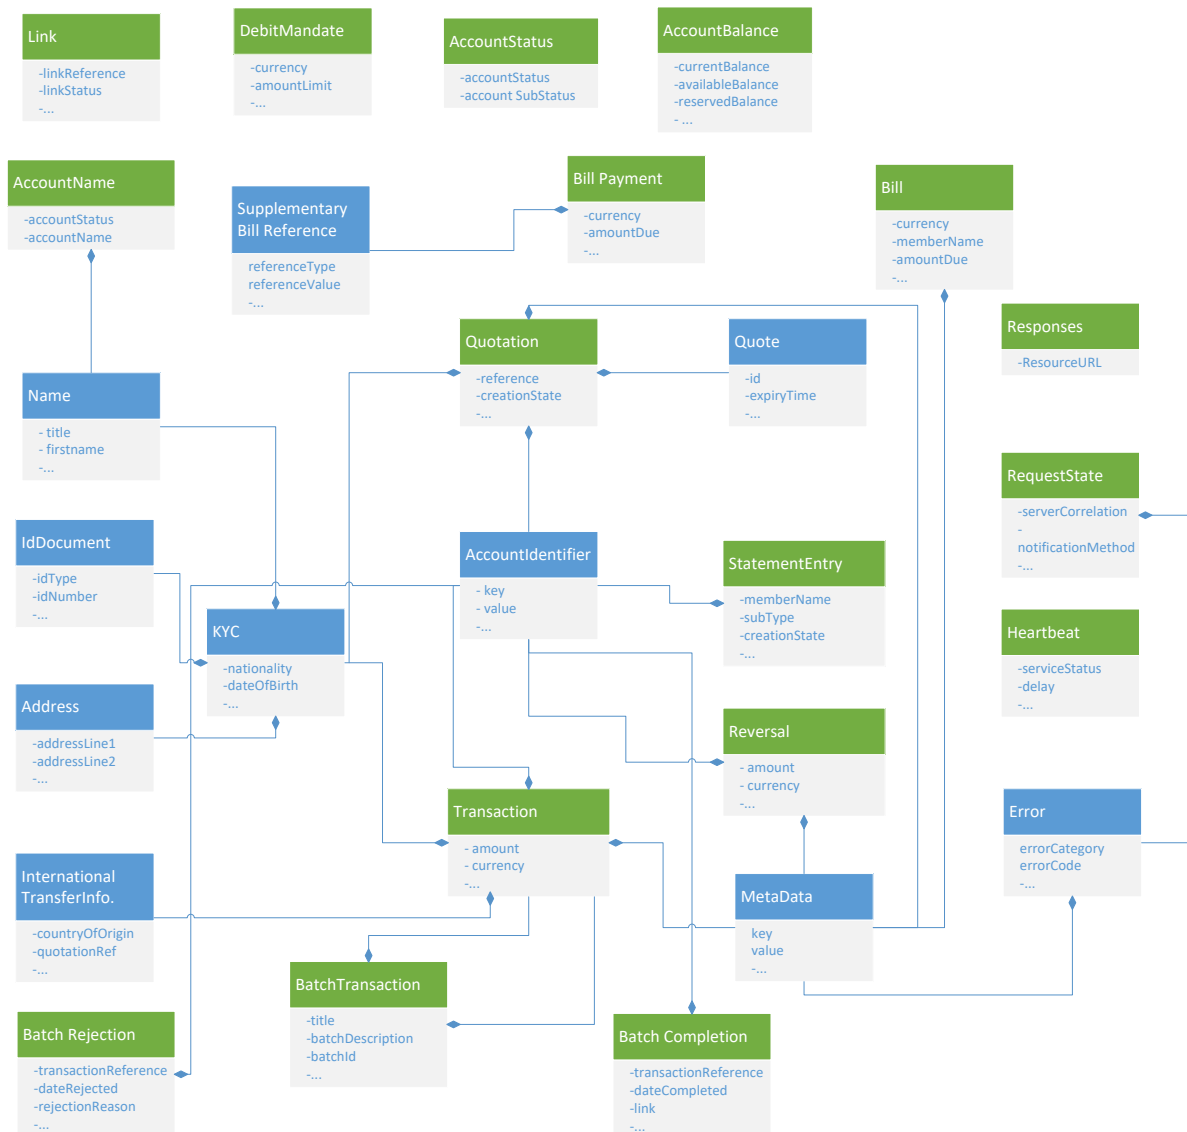 Link
-linkReference
-linkStatus
-...
DebitMandate
-currency
-amountLimit
-...
AccountStatus
-accountStatus
-account SubStatus
AccountBalance
-currentBalance
-availableBalance
-reservedBalance
- ...
AccountName
-accountStatus
-accountName
Supplementary
Bill Reference
referenceType
referenceValue
-...
Bill Payment
-currency
-amountDue
-...
Bill
-currency
-memberName
-amountDue
-...
Quotation
-reference
-creationState
-...
Quote
-id
-expiryTime
-...
Responses
-ResourceURL
Name
- title
- firstname
-...
RequestState
-serverCorrelation
-
notificationMethod
-...
IdDocument
-idType
-idNumber
-...
AccountIdentifier
- key
- value
-...
StatementEntry
-memberName
-subType
-creationState
-...
KYC
-nationality
-dateOfBirth
-...
Heartbeat
-serviceStatus
-delay
-...
Address
-addressLine1
-addressLine2
-...
Reversal
- amount
- currency
-...
Transaction
- amount
- currency
-...
Error
errorCategory
errorCode
-...
International
TransferInfo.
-countryOfOrigin
-quotationRef
-...
MetaData
key
value
-...
BatchTransaction
-title
-batchDescription
-batchId
-...
Batch Rejection
-transactionReference
-dateRejected
-rejectionReason
-...
Batch Completion
-transactionReference
-dateCompleted
-link
-...